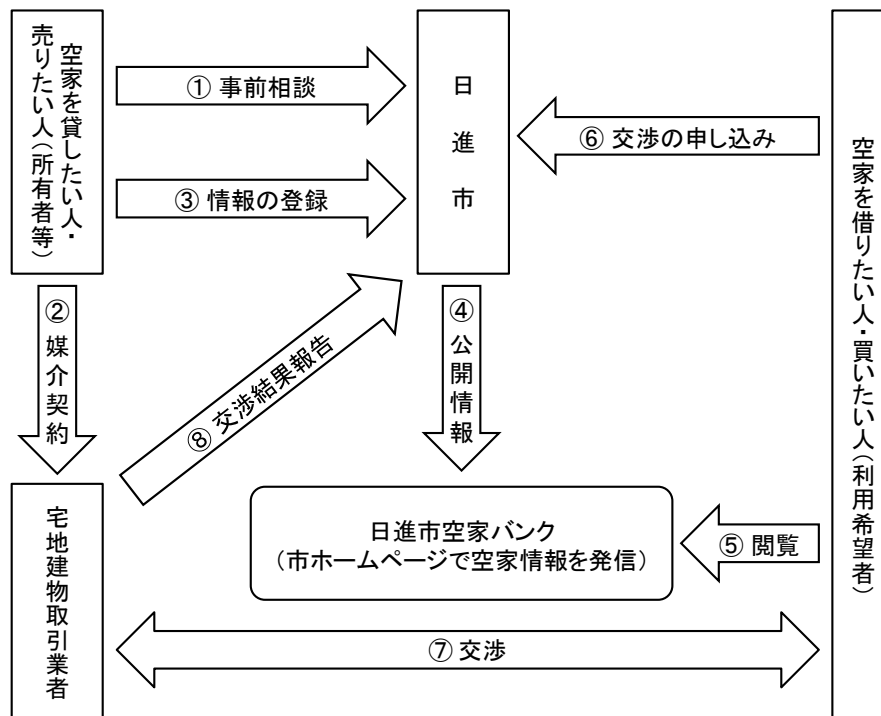 空家を貸したい人・
売りたい人（所有者等）
① 事前相談
日進市
⑥ 交渉の申し込み
③ 情報の登録
空家を借りたい人・買いたい人（利用希望者）
② 媒介契約
④ 公開情報
⑧ 交渉結果報告
宅地建物取引業者
日進市空家バンク
（市ホームページで空家情報を発信）
⑤ 閲覧
⑦ 交渉